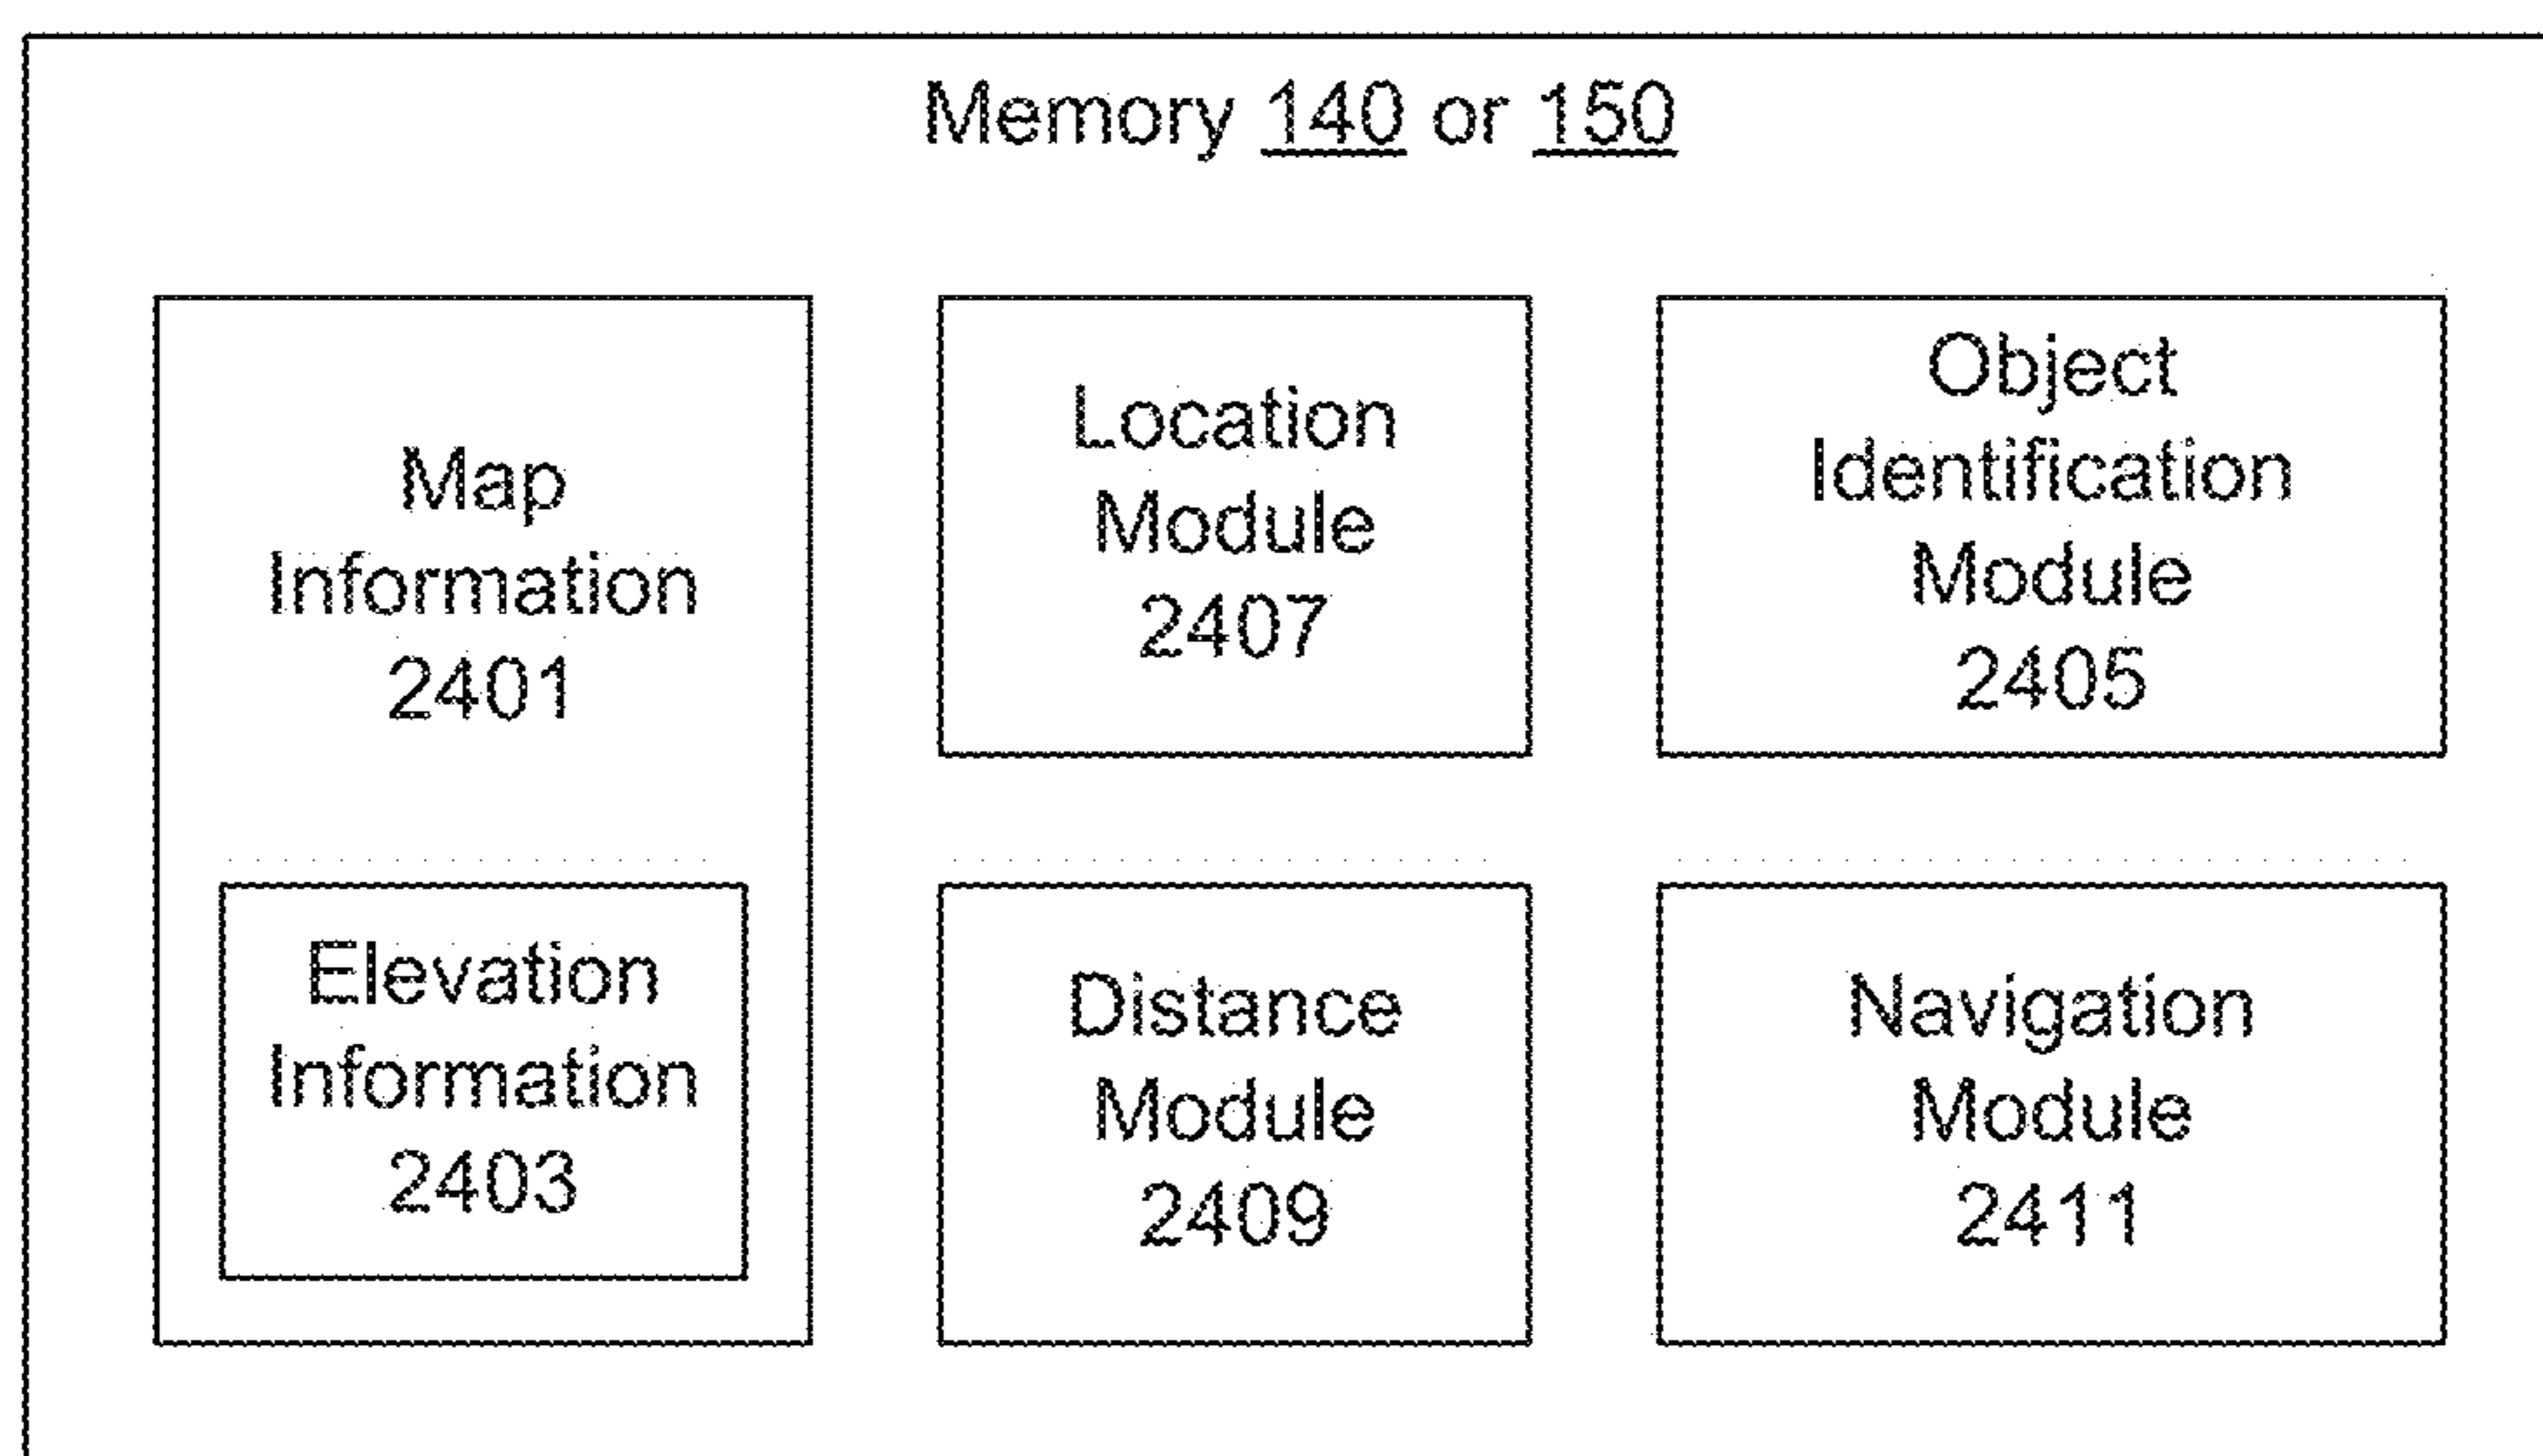 Memory 140 or 150
Map
Information
2401
Elevation
Information
2403
Location
Module
2407
Object
Identification
Module
2405
Distance
Module
2409
Navigation
Module
2411